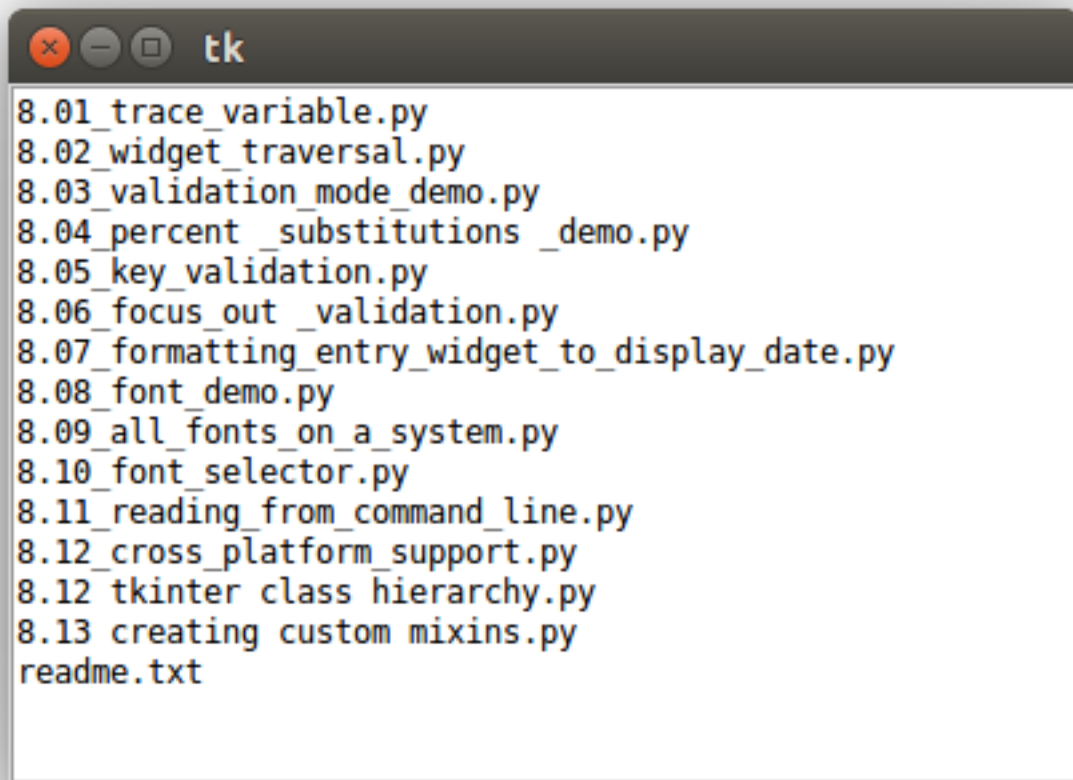 tk
8.01_trace_variable.py
8.02_widget_traversal.py
8.03_validation_mode_demo.py
8.04_percent _substitutions _demo.py
8.05_key_validation.py
8.06_focus_out _validation.py
8.07_formatting_entry_widget_to_display_date.py
8.08_font_demo.py
8.09_all_fonts_on_a_system.py
8.10_font_selector.py
8.11_reading_from_command_line.py
8.12_cross_platform_support.py
8.12 tkinter class hierarchy.py
8.13 creating custom mixins.py
readme.txt